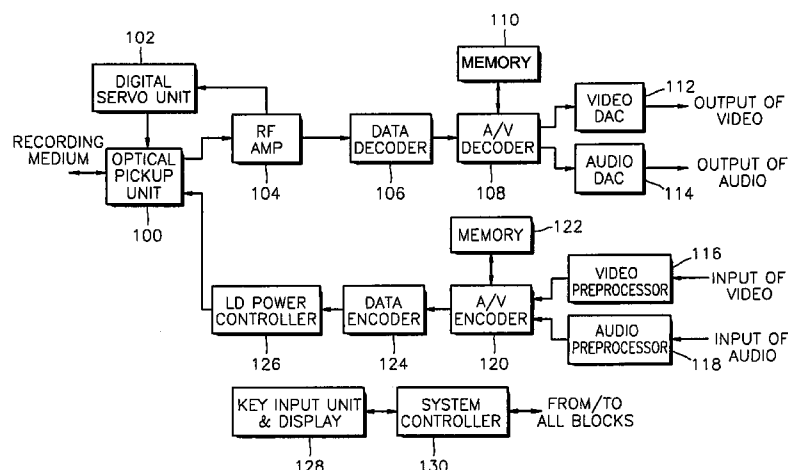 102
DIGITAL
SERVO UNIT
RECORDING
MEDIUM
OPTICAL
PICKUP
UNIT
100
RF
AMP
104
DATA
DECODER
106
110
MEMORY
A/V
DECODER
108
112
VIDEO
DAC
OUTPUT OF
VIDEO
AUDIO
DAC
114
OUTPUT OF
AUDIO
MEMORY
122
116
VIDEO
PREPROCESSOR
INPUT OF
VIDEO
LD POWER
CONTROLLER
126
DATA
ENCODER
124
A/V
ENCODER
120
AUDIO
PREPROCESSOR
118
INPUT OF
AUDIO
KEY INPUT UNIT
& DISPLAY
128
SYSTEM
CONTROLLER
130
FROM/TO
ALL BLOCKS